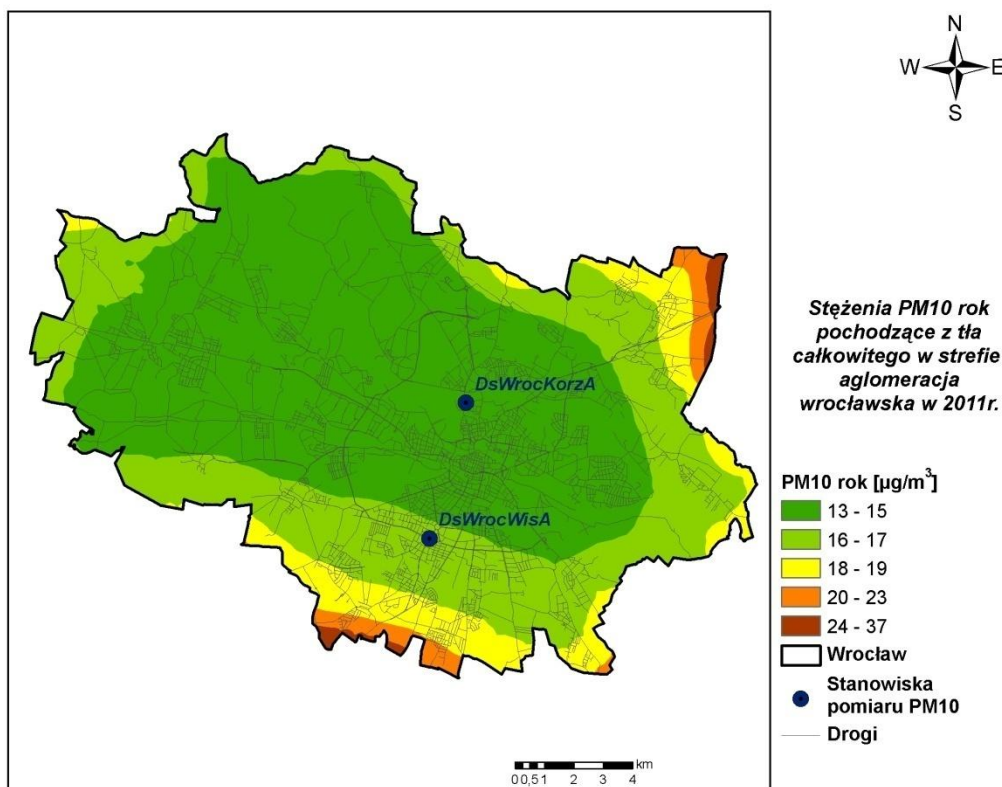 N
W E
S
DsWrocKorzA
DsWrocWisA
Stężenia PM10 rok
pochodzące z tła
całkowitego w strefie
aglomeracja
wrocławska w 2011r.
PM10 rok [µg/m³]
13 - 15
16 - 17
18 - 19
20 - 23
24 - 37
Wrocław
Stanowiska
pomiaru PM10
Drogi
km
0 0,5 1 2 3 4